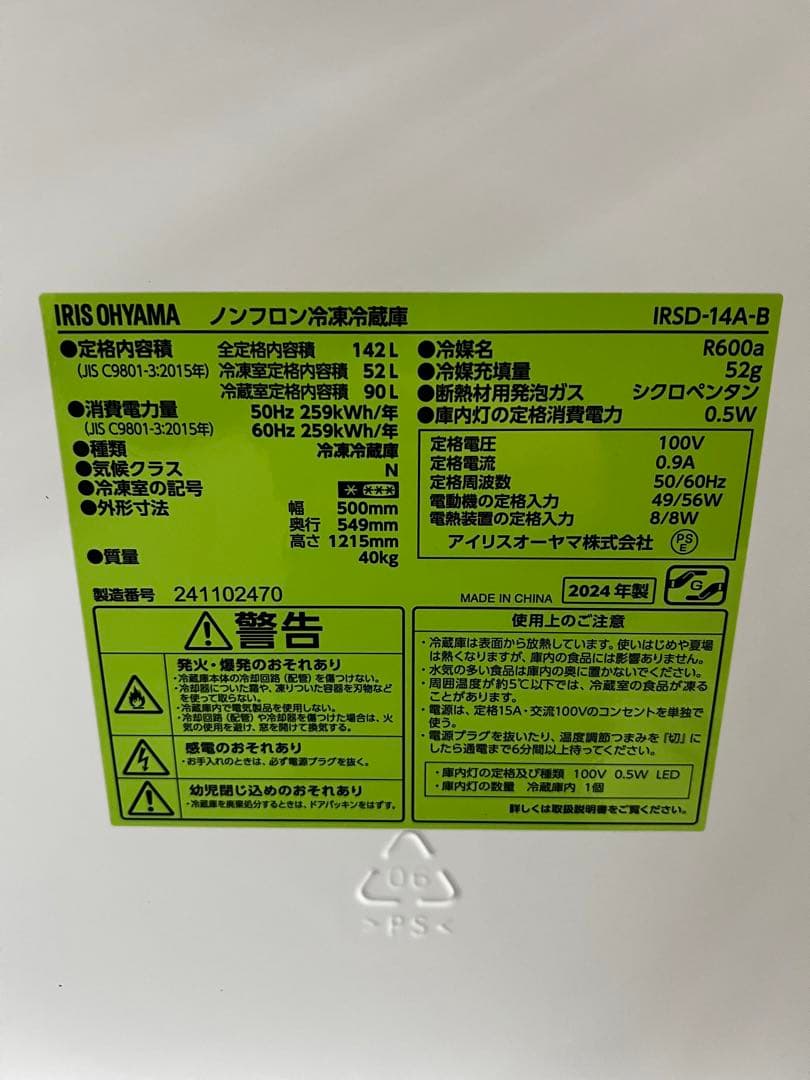 IRIS OHYAMA ノンフロン冷凍冷蔵庫 IRSD-14A-B
●定格内容積 全定格内容積 142L
(JIS C9801-3:2015年) 冷凍室定格内容積 52L
冷蔵室定格内容積 90L
●消費電力量 50Hz 259kWh/年
(JIS C9801-3:2015年) 60Hz 259kWh/年
●種類 冷凍冷蔵庫
●気候クラス N
●冷凍室の記号 * ***
●外形寸法 幅 500mm
奥行 549mm
高さ 1215mm
●質量 40kg
製造番号 241102470
●冷媒名 R600a
●冷媒充填量 52g
●断熱材用発泡ガス シクロペンタン
●庫内灯の定格消費電力 0.5W
定格電圧 100V
定格電流 0.9A
定格周波数 50/60Hz
電動機の定格入力 49/56W
電熱装置の定格入力 8/8W
アイリスオーヤマ株式会社 PSE
MADE IN CHINA 2024年製 G
警告
発火・爆発のおそれあり
・冷蔵庫本体の冷却回路(配管)を傷つけない。
・冷却器についた霜や、凍りついた容器を刃物など
を使って取らない。
・冷蔵庫内で電気製品を使用しない。
・冷却回路(配管)や冷却器を傷つけた場合は、火
気の使用を避け、窓を開けて換気する。
感電のおそれあり
・お手入れのときは、必ず電源プラグを抜く。
幼児閉じ込めのおそれあり
・冷蔵庫を廃棄処分するときは、ドアパッキンをはずす。
使用上のご注意
・冷蔵庫は表面から放熱しています。使いはじめや夏場
は熱くなりますが、庫内の食品には影響ありません。
・水気の多い食品は庫内の奥に置かないでください。
・周囲温度が約5℃以下では、冷蔵室の食品が凍る
ことがあります。
・電源は、定格15A・交流100Vのコンセントを単独で
使う。
・電源プラグを抜いたり、温度調節つまみを「切」に
したら通電まで6分間以上待ってください。
・庫内灯の定格及び種類 100V 0.5W LED
・庫内灯の数量 冷蔵庫内 1個
詳しくは取扱説明書をご覧ください。
06
>PS<